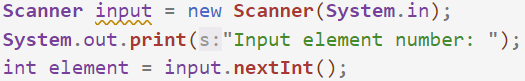 Scanner input = new Scanner(System.in);
System.out.print(s:"Input element number: ");
int element = input.nextInt();